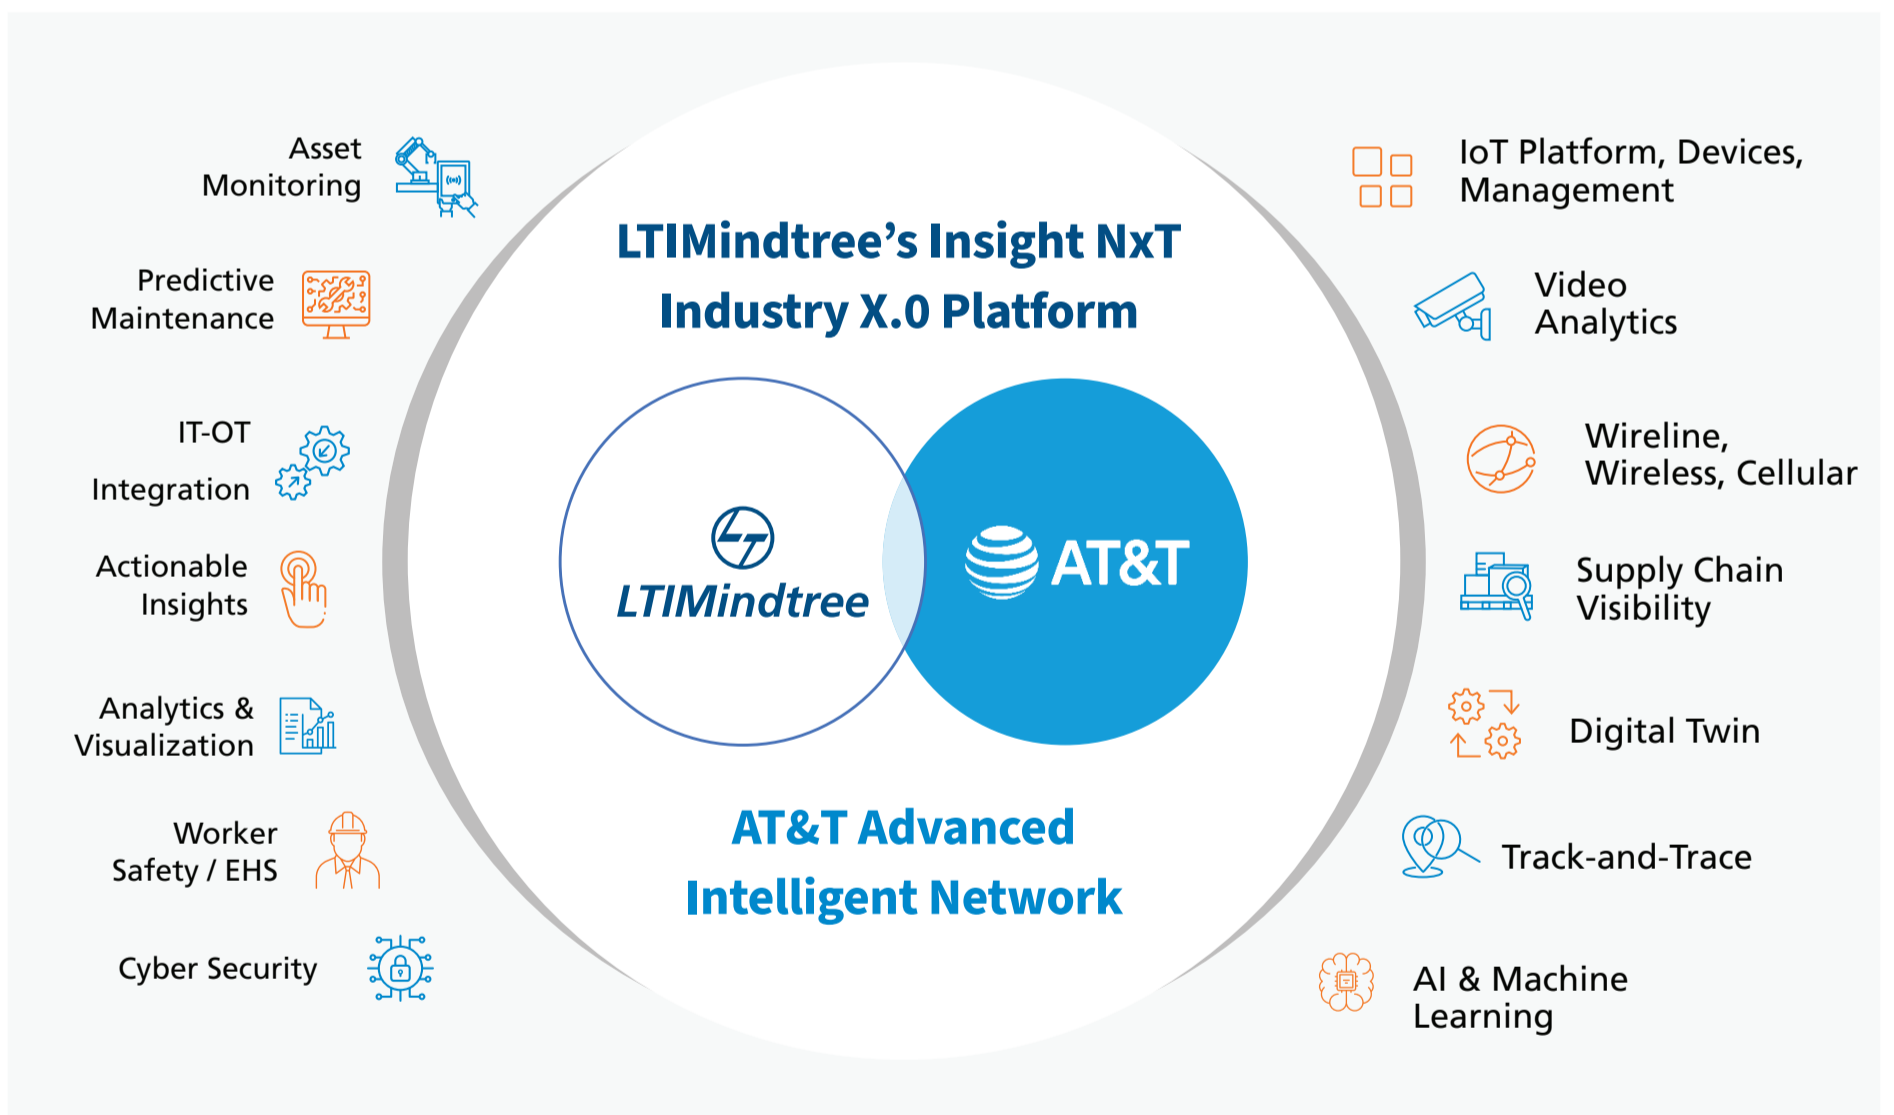 Asset
Monitoring
Predictive
Maintenance
IT-OT
Integration
Actionable
Insights
Analytics &
Visualization
Worker
Safety / EHS
Cyber Security
LTIMindtree’s Insight NxT
Industry X.0 Platform
LTIMindtree
AT&T
AT&T Advanced
Intelligent Network
IoT Platform, Devices,
Management
Video
Analytics
Wireline,
Wireless, Cellular
Supply Chain
Visibility
Digital Twin
Track-and-Trace
AI & Machine
Learning